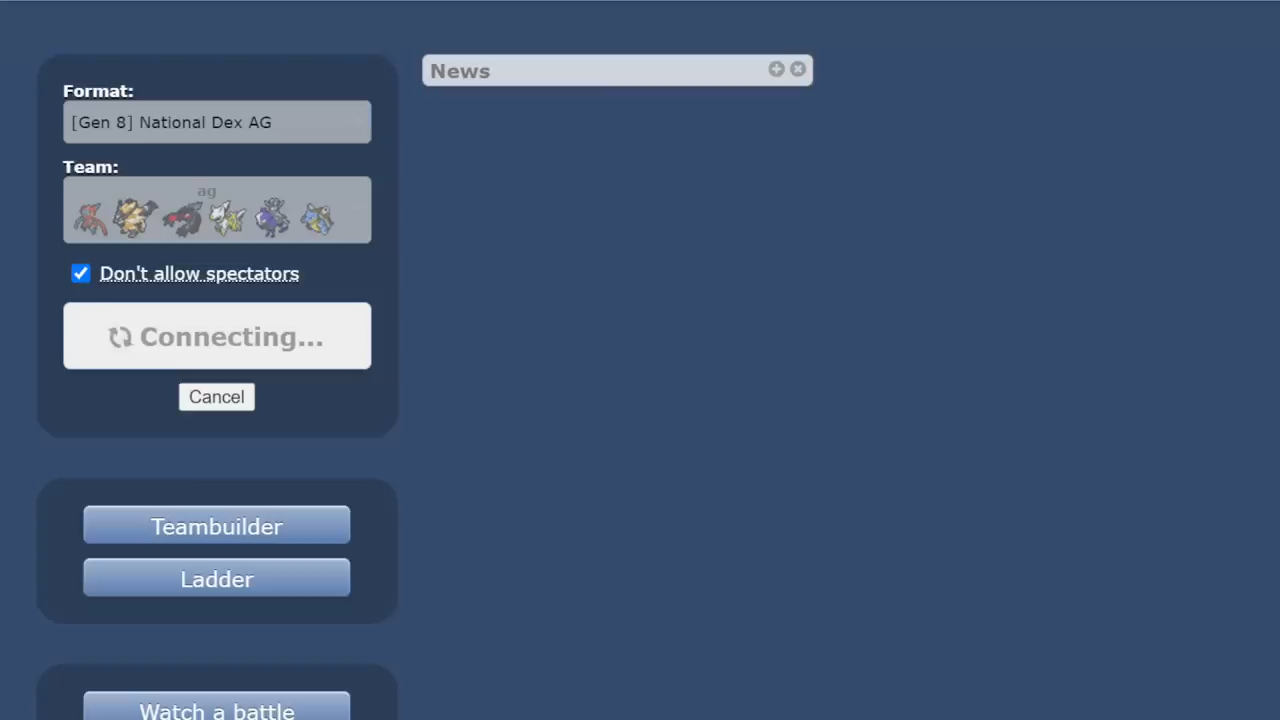 Format:
[Gen 8] National Dex AG
Team:
ag
Don't allow spectators
Connecting...
Cancel
Teambuilder
Ladder
Watch a battle
News